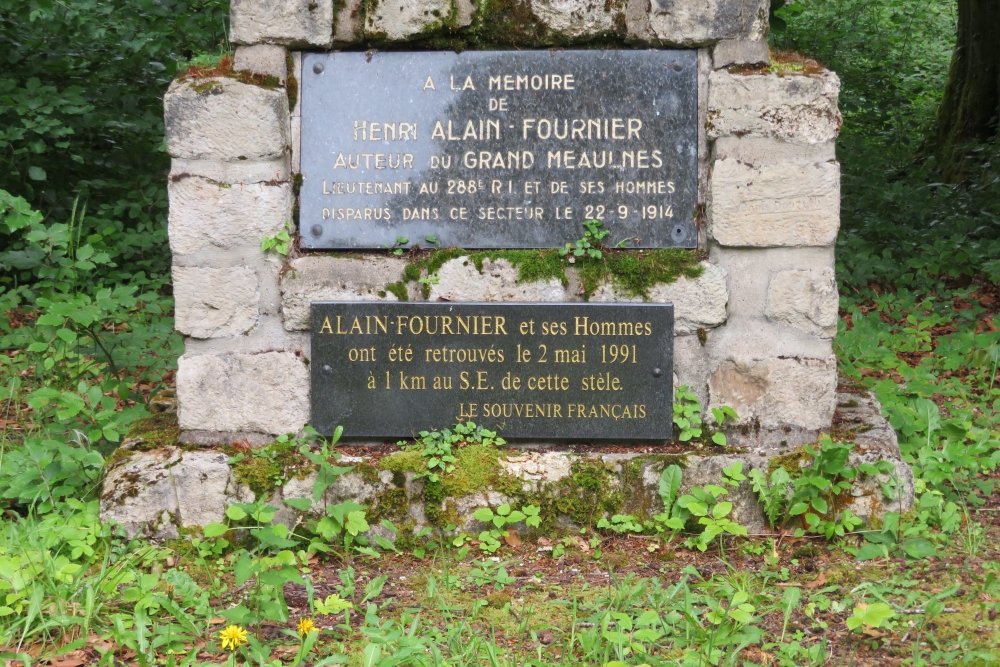 A LA MEMOIRE
DE
HENRI ALAIN-FOURNIER
AUTEUR DU GRAND MEAULNES
LIEUTENANT AU 288E R.I. ET DE SES HOMMES
DISPARUS DANS CE SECTEUR LE 22-9-1914
ALAIN-FOURNIER et ses Hommes
ont été retrouvés le 2 mai 1991
à 1 km au S.E. de cette stèle.
LE SOUVENIR FRANÇAIS